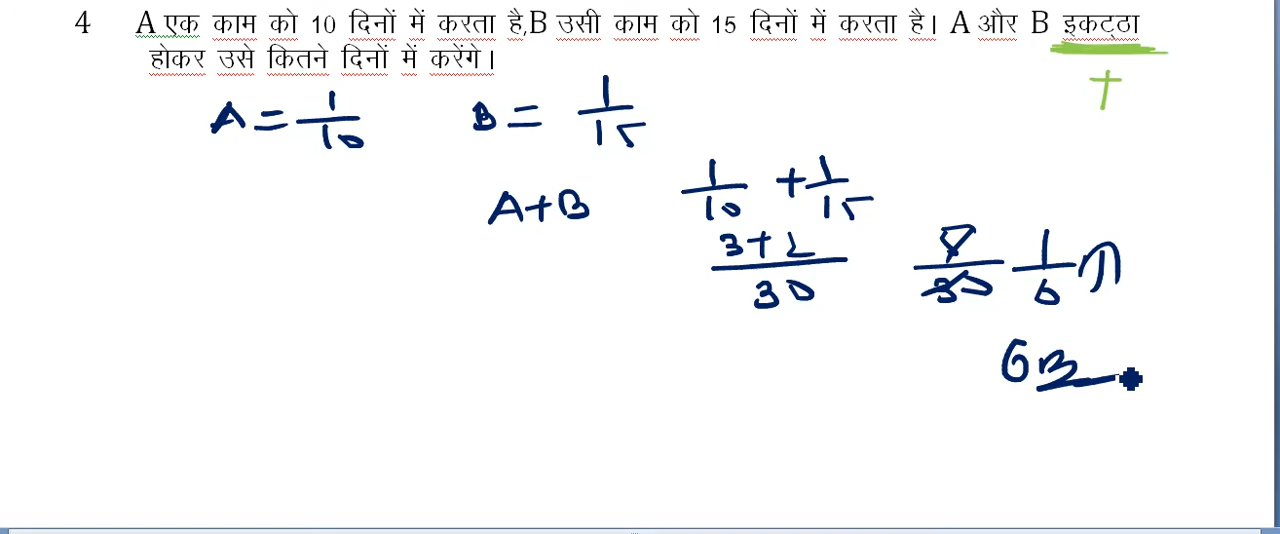 4 A एक काम को 10 दिनों में करता है,B उसी काम को 15 दिनों में करता है। A और B इकट्ठा
होकर उसे कितने दिनों में करेंगे।
+
A = 1/10 B = 1/15
A+B 1/10 + 1/15
3+2/30 5/30 1/6
6